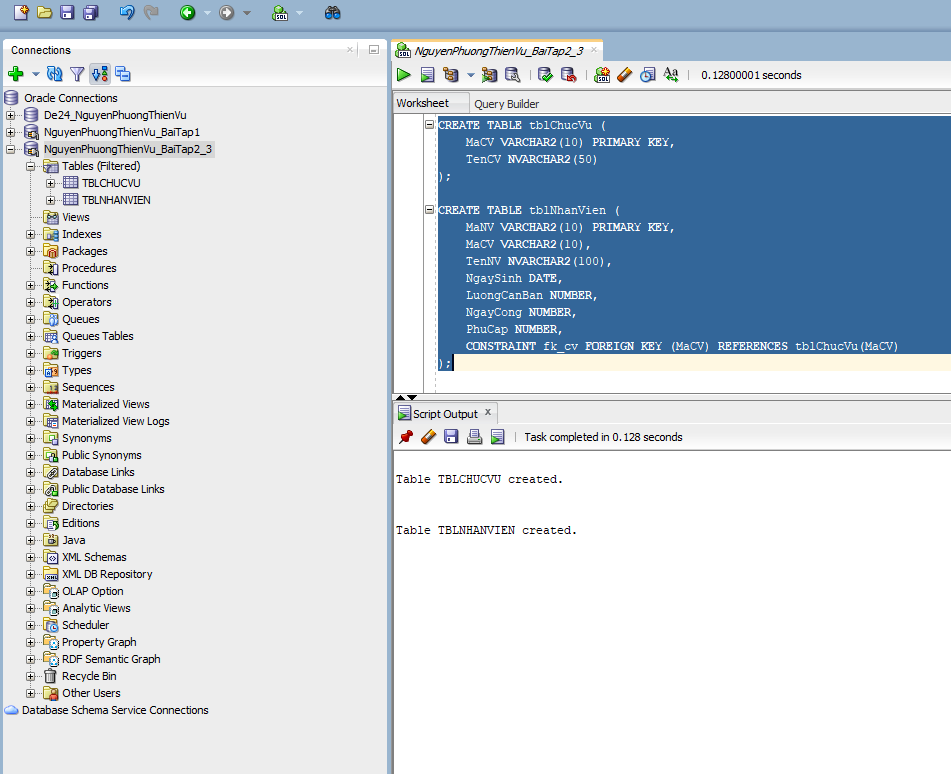 Connections
Oracle Connections
De24_NguyenPhuongThienVu
NguyenPhuongThienVu_BaiTap1
NguyenPhuongThienVu_BaiTap2_3
Tables (Filtered)
TBLCHUCVU
TBLNHANVIEN
Views
Indexes
Packages
Procedures
Functions
Operators
Queues
Queues Tables
Triggers
Types
Sequences
Materialized Views
Materialized View Logs
Synonyms
Public Synonyms
Database Links
Public Database Links
Directories
Editions
Java
XML Schemas
XML DB Repository
OLAP Option
Analytic Views
Scheduler
Property Graph
RDF Semantic Graph
Recycle Bin
Other Users
Database Schema Service Connections
NguyenPhuongThienVu_BaiTap2_3
0.12800001 seconds
Worksheet Query Builder
CREATE TABLE tblChucVu (
MaCV VARCHAR2(10) PRIMARY KEY,
TenCV NVARCHAR2(50)
);
CREATE TABLE tblNhanVien (
MaNV VARCHAR2(10) PRIMARY KEY,
MaCV VARCHAR2(10),
TenNV NVARCHAR2(100),
NgaySinh DATE,
LuongCanBan NUMBER,
NgayCong NUMBER,
PhuCap NUMBER,
CONSTRAINT fk_cv FOREIGN KEY (MaCV) REFERENCES tblChucVu(MaCV)
);
Script Output
Task completed in 0.128 seconds
Table TBLCHUCVU created.
Table TBLNHANVIEN created.